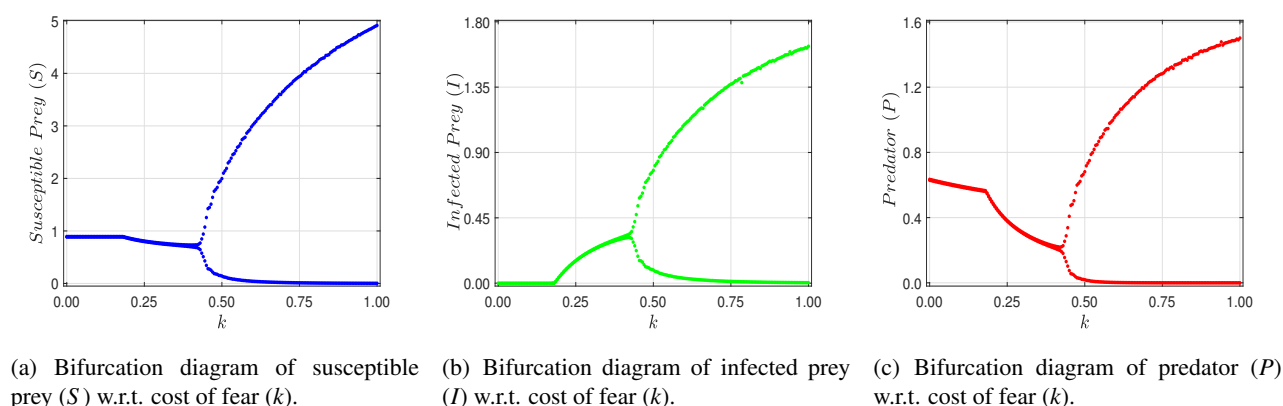 5
4
3
2
1
0
Susceptible Prey (S)
0.00 0.25 0.50 0.75 1.00
k
1.80
1.35
0.90
0.45
0.00
Infected Prey (I)
0.00 0.25 0.50 0.75 1.00
k
1.6
1.2
0.8
0.4
0
Predator (P)
0.00 0.25 0.50 0.75 1.00
k
(a) Bifurcation diagram of susceptible
prey (S) w.r.t. cost of fear (k).
(b) Bifurcation diagram of infected prey
(I) w.r.t. cost of fear (k).
(c) Bifurcation diagram of predator (P)
w.r.t. cost of fear (k).